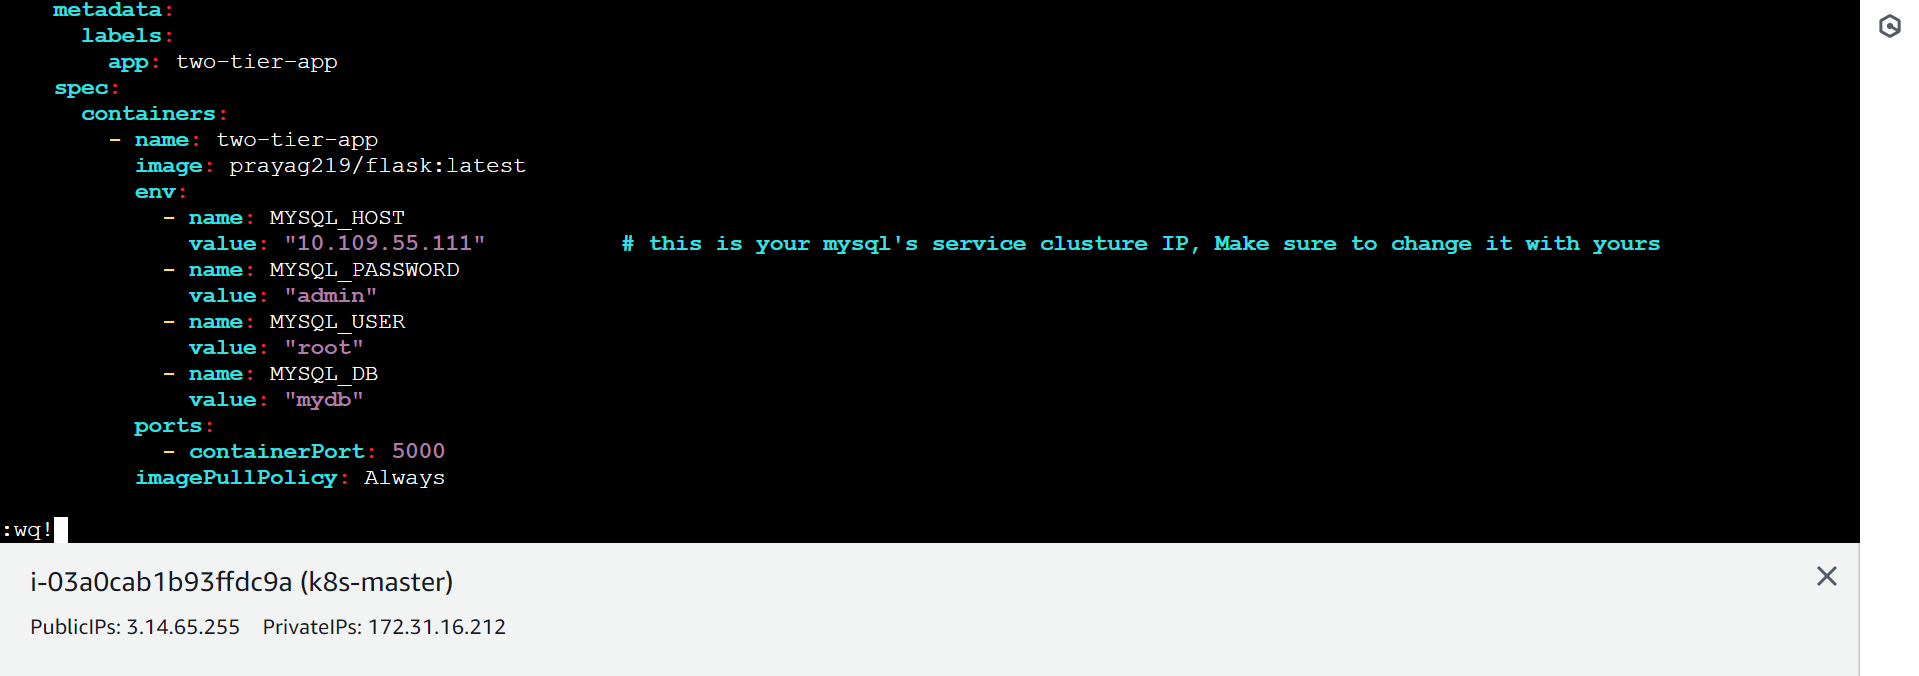 metadata:
labels:
app: two-tier-app
spec:
containers:
- name: two-tier-app
image: prayag219/flask:latest
env:
- name: MYSQL_HOST
value: "10.109.55.111" # this is your mysql's service clusture IP, Make sure to change it with yours
- name: MYSQL_PASSWORD
value: "admin"
- name: MYSQL_USER
value: "root"
- name: MYSQL_DB
value: "mydb"
ports:
- containerPort: 5000
imagePullPolicy: Always
:wq!
i-03a0cab1b93ffdc9a (k8s-master)
PublicIPs: 3.14.65.255 PrivateIPs: 172.31.16.212